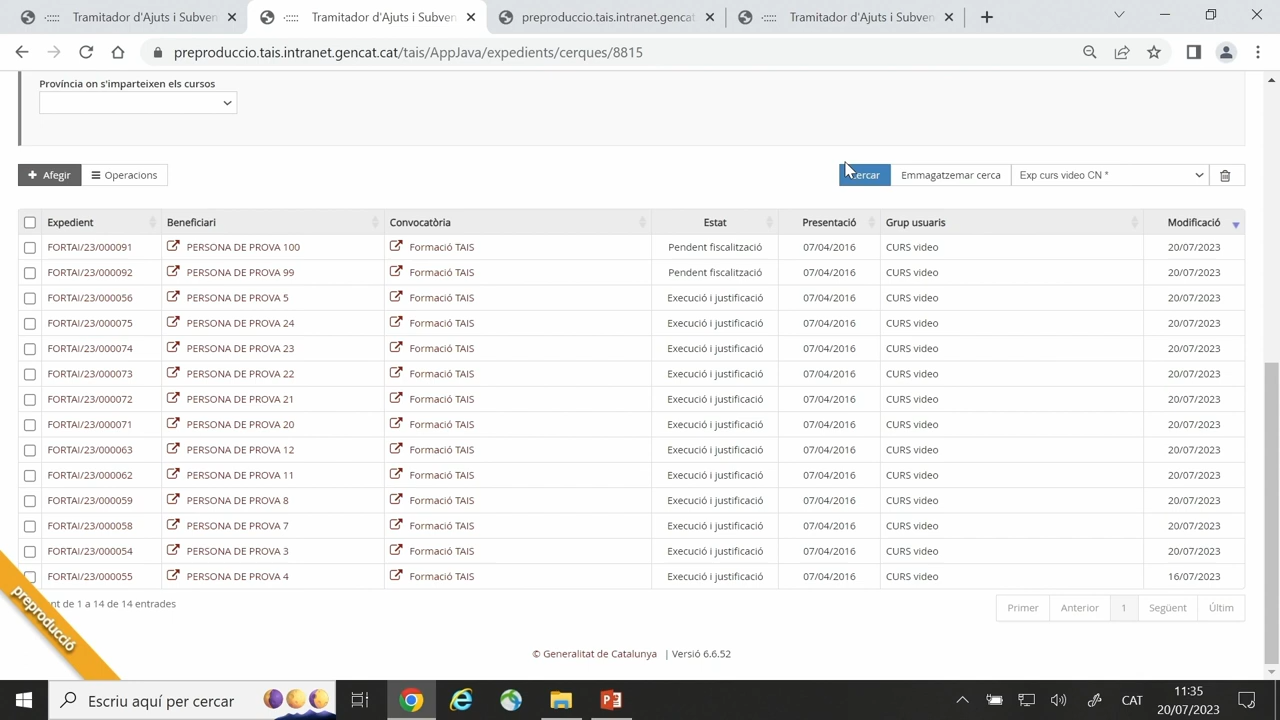 Tramitador d'Ajuts i Subven
Tramitador d'Ajuts i Subven
preproduccio.tais.intranet.gencat
Tramitador d'Ajuts i Subven
preproduccio.tais.intranet.gencat.cat/tais/AppJava/expedients/cerques/8815
Província on s'imparteixen els cursos
Afegir
Operacions
Emmagatzemar cerca
Exp curs video CN *
Expedient Beneficiari Convocatòria Estat Presentació Grup usuaris Modificació
FORTAI/23/000091 PERSONA DE PROVA 100 Formació TAIS Pendent fiscalització 07/04/2016 CURS video 20/07/2023
FORTAI/23/000092 PERSONA DE PROVA 99 Formació TAIS Pendent fiscalització 07/04/2016 CURS video 20/07/2023
FORTAI/23/000056 PERSONA DE PROVA 5 Formació TAIS Execució i justificació 07/04/2016 CURS video 20/07/2023
FORTAI/23/000075 PERSONA DE PROVA 24 Formació TAIS Execució i justificació 07/04/2016 CURS video 20/07/2023
FORTAI/23/000074 PERSONA DE PROVA 23 Formació TAIS Execució i justificació 07/04/2016 CURS video 20/07/2023
FORTAI/23/000073 PERSONA DE PROVA 22 Formació TAIS Execució i justificació 07/04/2016 CURS video 20/07/2023
FORTAI/23/000072 PERSONA DE PROVA 21 Formació TAIS Execució i justificació 07/04/2016 CURS video 20/07/2023
FORTAI/23/000071 PERSONA DE PROVA 20 Formació TAIS Execució i justificació 07/04/2016 CURS video 20/07/2023
FORTAI/23/000063 PERSONA DE PROVA 12 Formació TAIS Execució i justificació 07/04/2016 CURS video 20/07/2023
FORTAI/23/000062 PERSONA DE PROVA 11 Formació TAIS Execució i justificació 07/04/2016 CURS video 20/07/2023
FORTAI/23/000059 PERSONA DE PROVA 8 Formació TAIS Execució i justificació 07/04/2016 CURS video 20/07/2023
FORTAI/23/000058 PERSONA DE PROVA 7 Formació TAIS Execució i justificació 07/04/2016 CURS video 20/07/2023
FORTAI/23/000054 PERSONA DE PROVA 3 Formació TAIS Execució i justificació 07/04/2016 CURS video 20/07/2023
FORTAI/23/000055 PERSONA DE PROVA 4 Formació TAIS Execució i justificació 07/04/2016 CURS video 16/07/2023
de 1 a 14 de 14 entrades
Primer Anterior 1 Següent Últim
preproducció
© Generalitat de Catalunya | Versió 6.6.52
Escriu aquí per cercar
CAT
11:35
20/07/2023